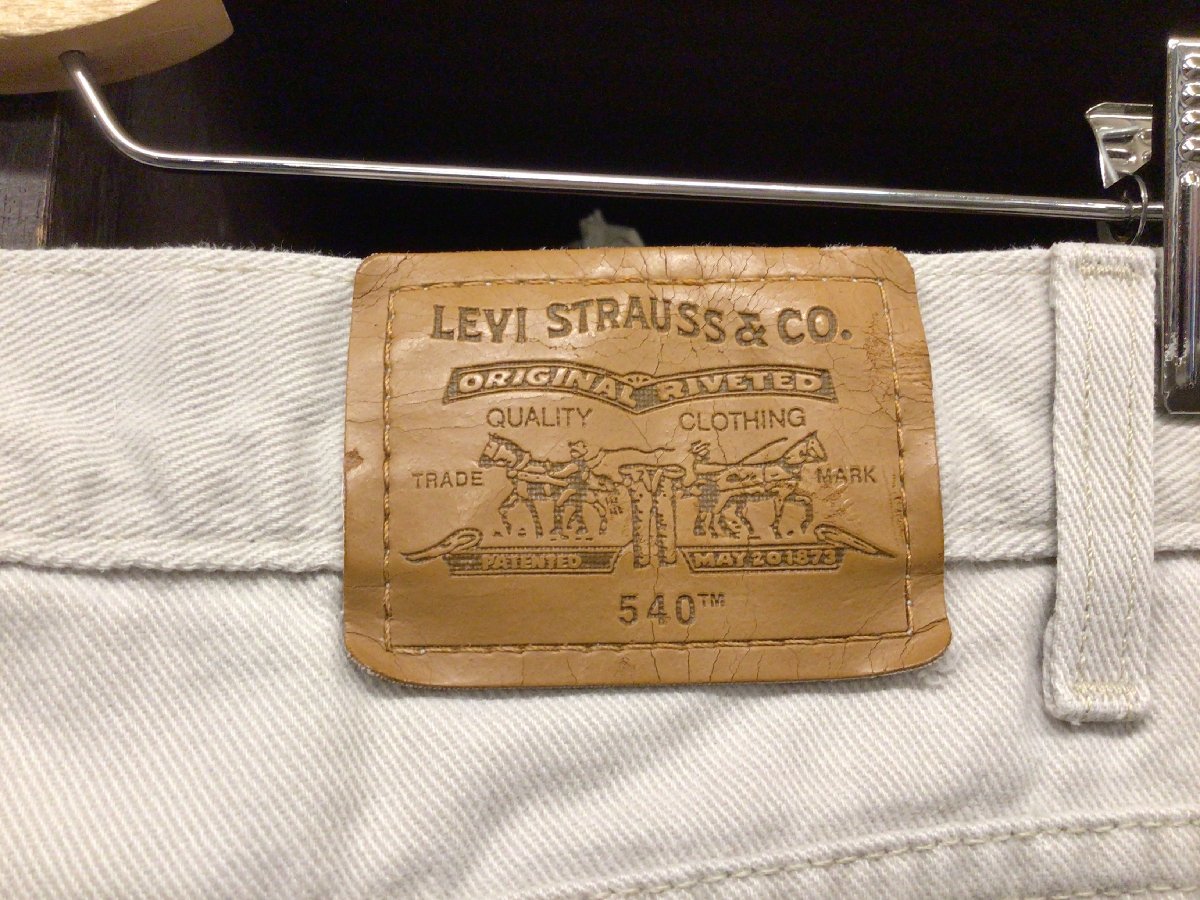 LEVI STRAUSS & CO.
ORIGINAL RIVETED
QUALITY CLOTHING
TRADE MARK
PATENTED MAY 20 1873
540™